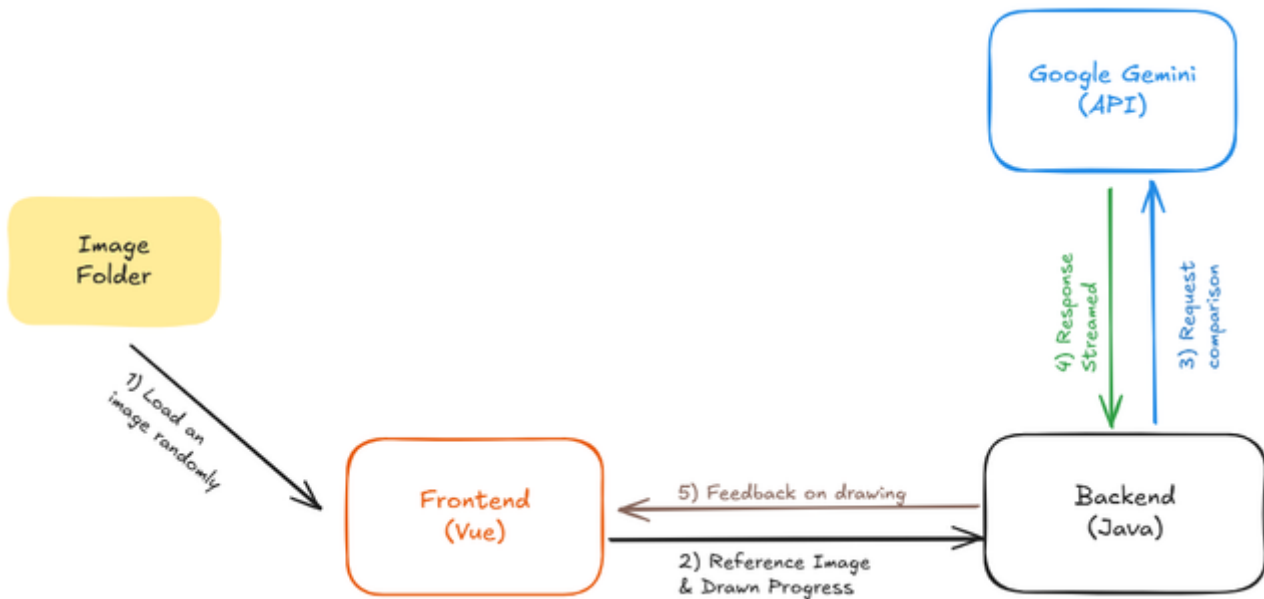 Google Gemini
(API)
Image
Folder
1) Load an
image randomly
4) Response
Streamed
3) Request
comparison
Frontend
(Vue)
5) Feedback on drawing
2) Reference Image
& Drawn Progress
Backend
(Java)